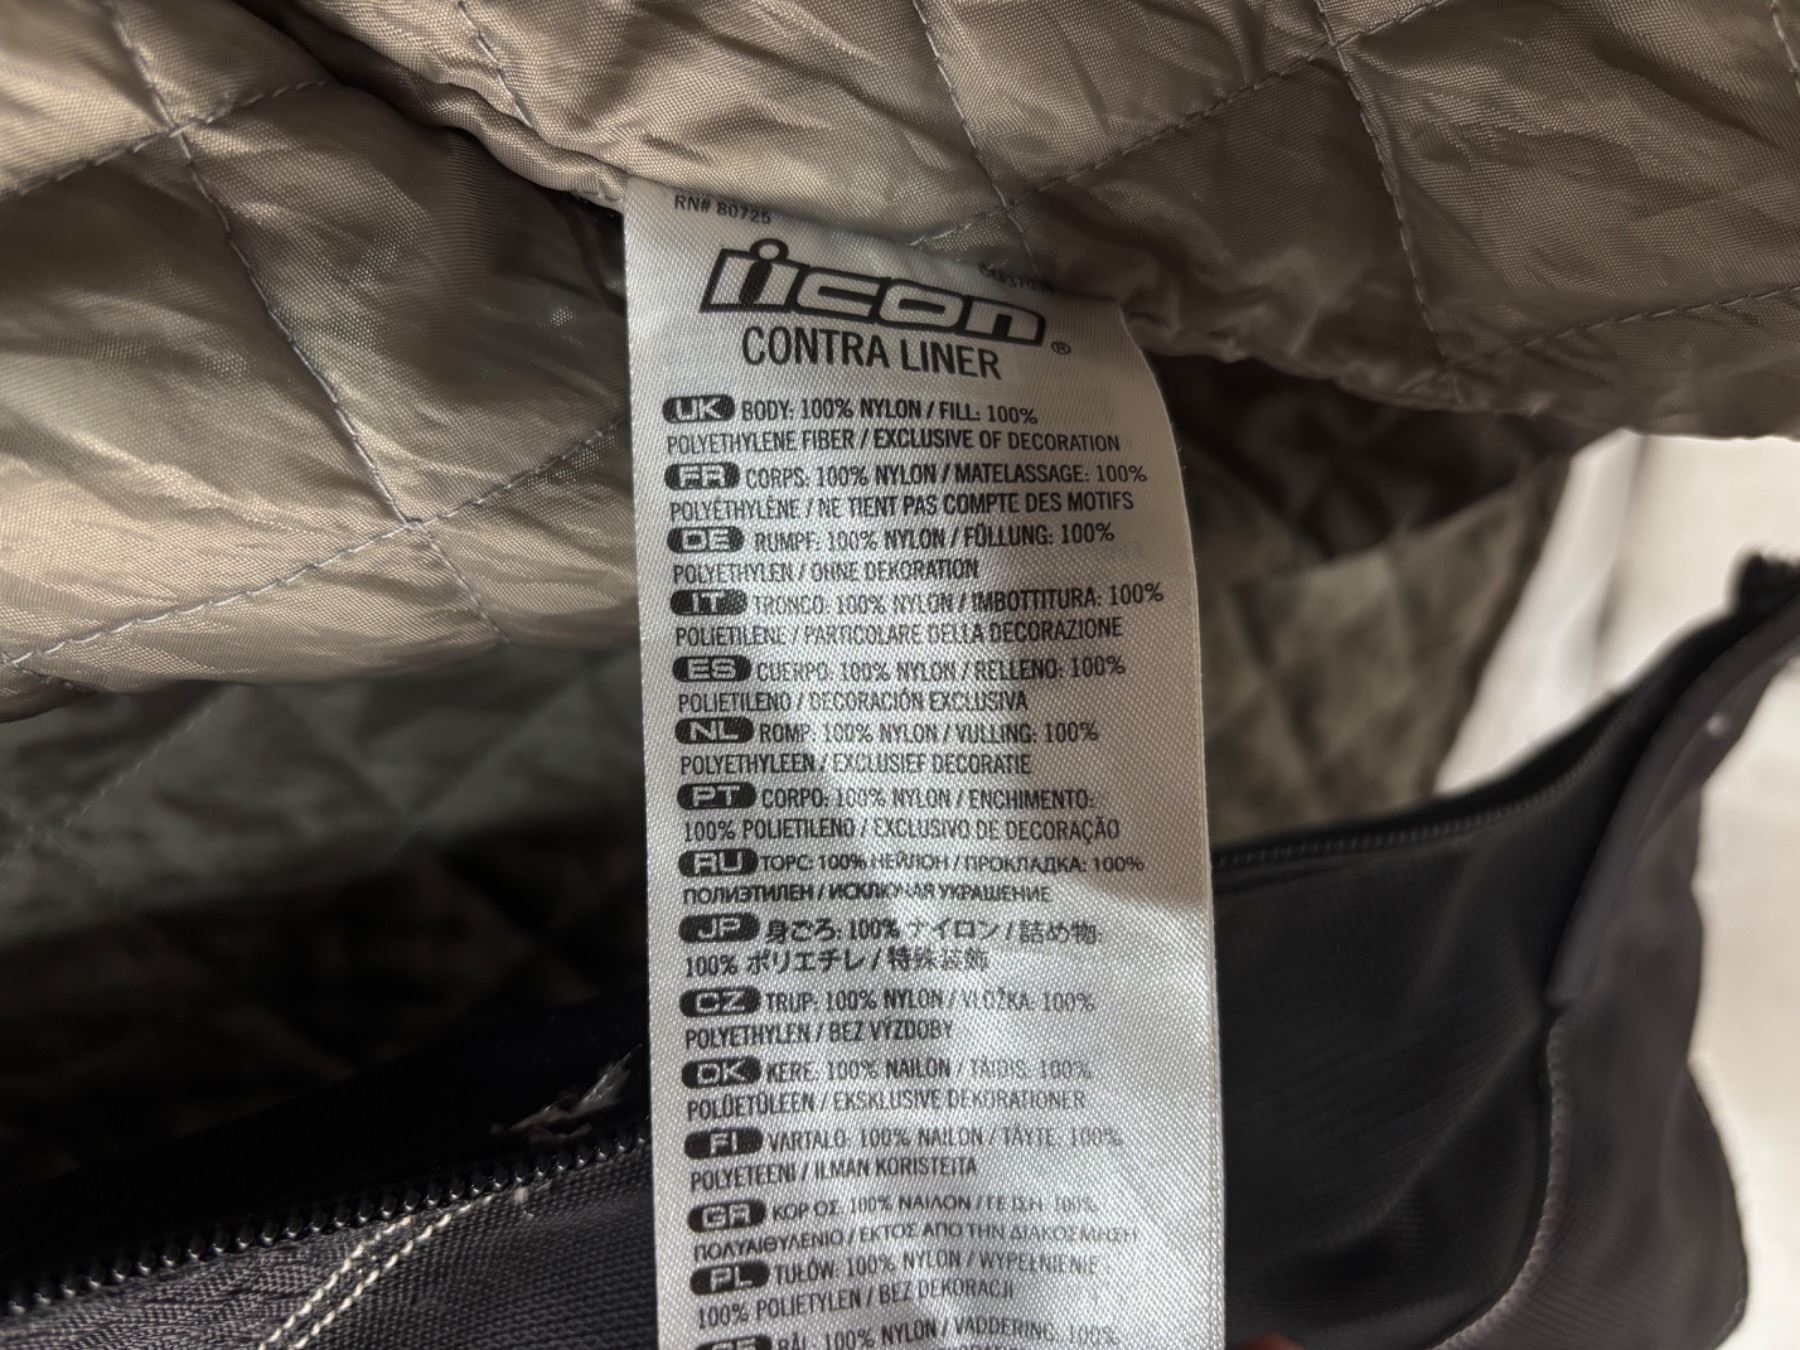 RN# 80725
icon®
CONTRA LINER
UK BODY: 100% NYLON / FILL: 100%
POLYETHYLENE FIBER / EXCLUSIVE OF DECORATION
FR CORPS: 100% NYLON / MATELASSAGE: 100%
POLYÉTHYLÈNE / NE TIENT PAS COMPTE DES MOTIFS
DE RUMPF: 100% NYLON / FÜLLUNG: 100%
POLYETHYLEN / OHNE DEKORATION
IT TRONCO: 100% NYLON / IMBOTTITURA: 100%
POLIETILENE / PARTICOLARE DELLA DECORAZIONE
ES CUERPO: 100% NYLON / RELLENO: 100%
POLIETILENO / DECORACIÓN EXCLUSIVA
NL ROMP: 100% NYLON / VULLING: 100%
POLYETHYLEEN / EXCLUSIEF DECORATIE
PT CORPO: 100% NYLON / ENCHIMENTO:
100% POLIETILENO / EXCLUSIVO DE DECORAÇÃO
RU ТОРС: 100% НЕЙЛОН / ПРОКЛАДКА: 100%
ПОЛИЭТИЛЕН / ИСКЛЮЧАЯ УКРАШЕНИЕ
JP 身ごろ: 100% ナイロン / 詰め物:
100% ポリエチレ / 特殊装飾
CZ TRUP: 100% NYLON / VLOŽKA: 100%
POLYETHYLEN / BEZ VÝZDOBY
DK KERE: 100% NAILON / TÄIDIS: 100%
POLÜETÜLEEN / EKSKLUSIVE DEKORATIONER
FI VARTALO: 100% NAILON / TÄYTE: 100%
POLYETEENI / ILMAN KORISTEITA
GR ΚΟΡ ΟΣ: 100% ΝΑΙΛΟΝ / 100%
ΠΟΛΥΑΙΘΥΛΕΝΙΟ / ΕΚΤΟΣ ΑΠΟ ΤΗΝ ΔΙΑΚΟΣΜΗΣΗ
PL TUŁÓW: 100% NYLON / WYPEŁNIENIE:
100% POLIETYLEN / BEZ DEKORACJI
SE BÅL: 100% NYLON / VADDERING: 100%